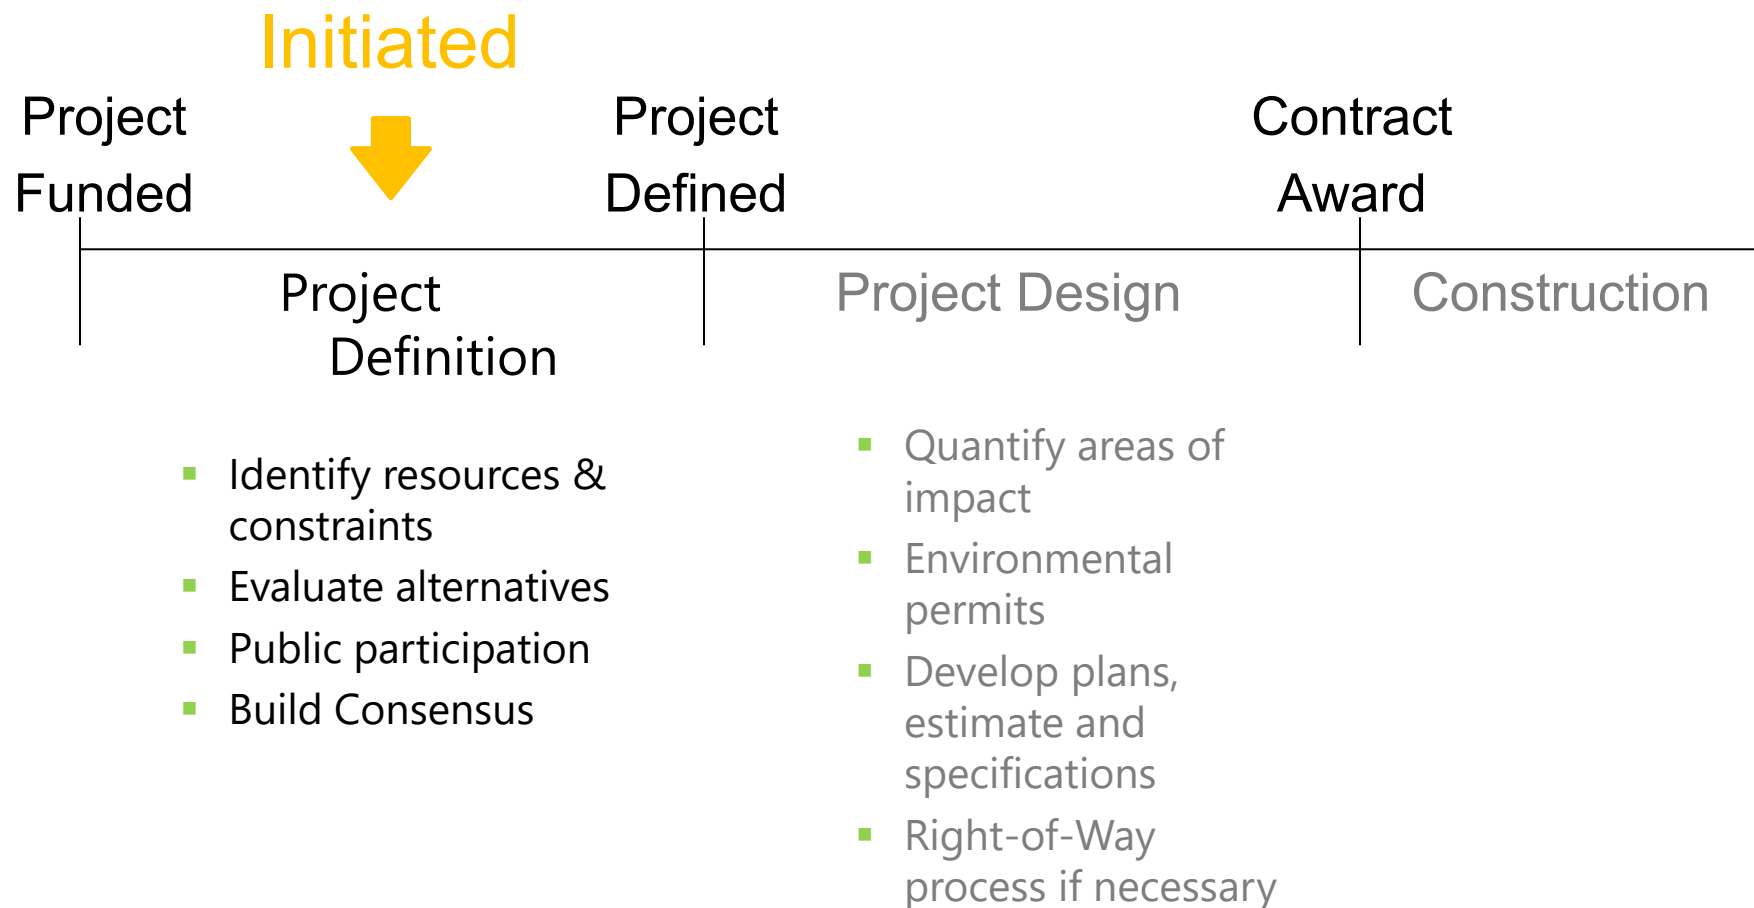 Initiated
Project
Funded
Project
Defined
Contract
Award
Project
Definition
Project Design
Construction
▪ Identify resources &
constraints
▪ Evaluate alternatives
▪ Public participation
▪ Build Consensus
▪ Quantify areas of
impact
▪ Environmental
permits
▪ Develop plans,
estimate and
specifications
▪ Right-of-Way
process if necessary